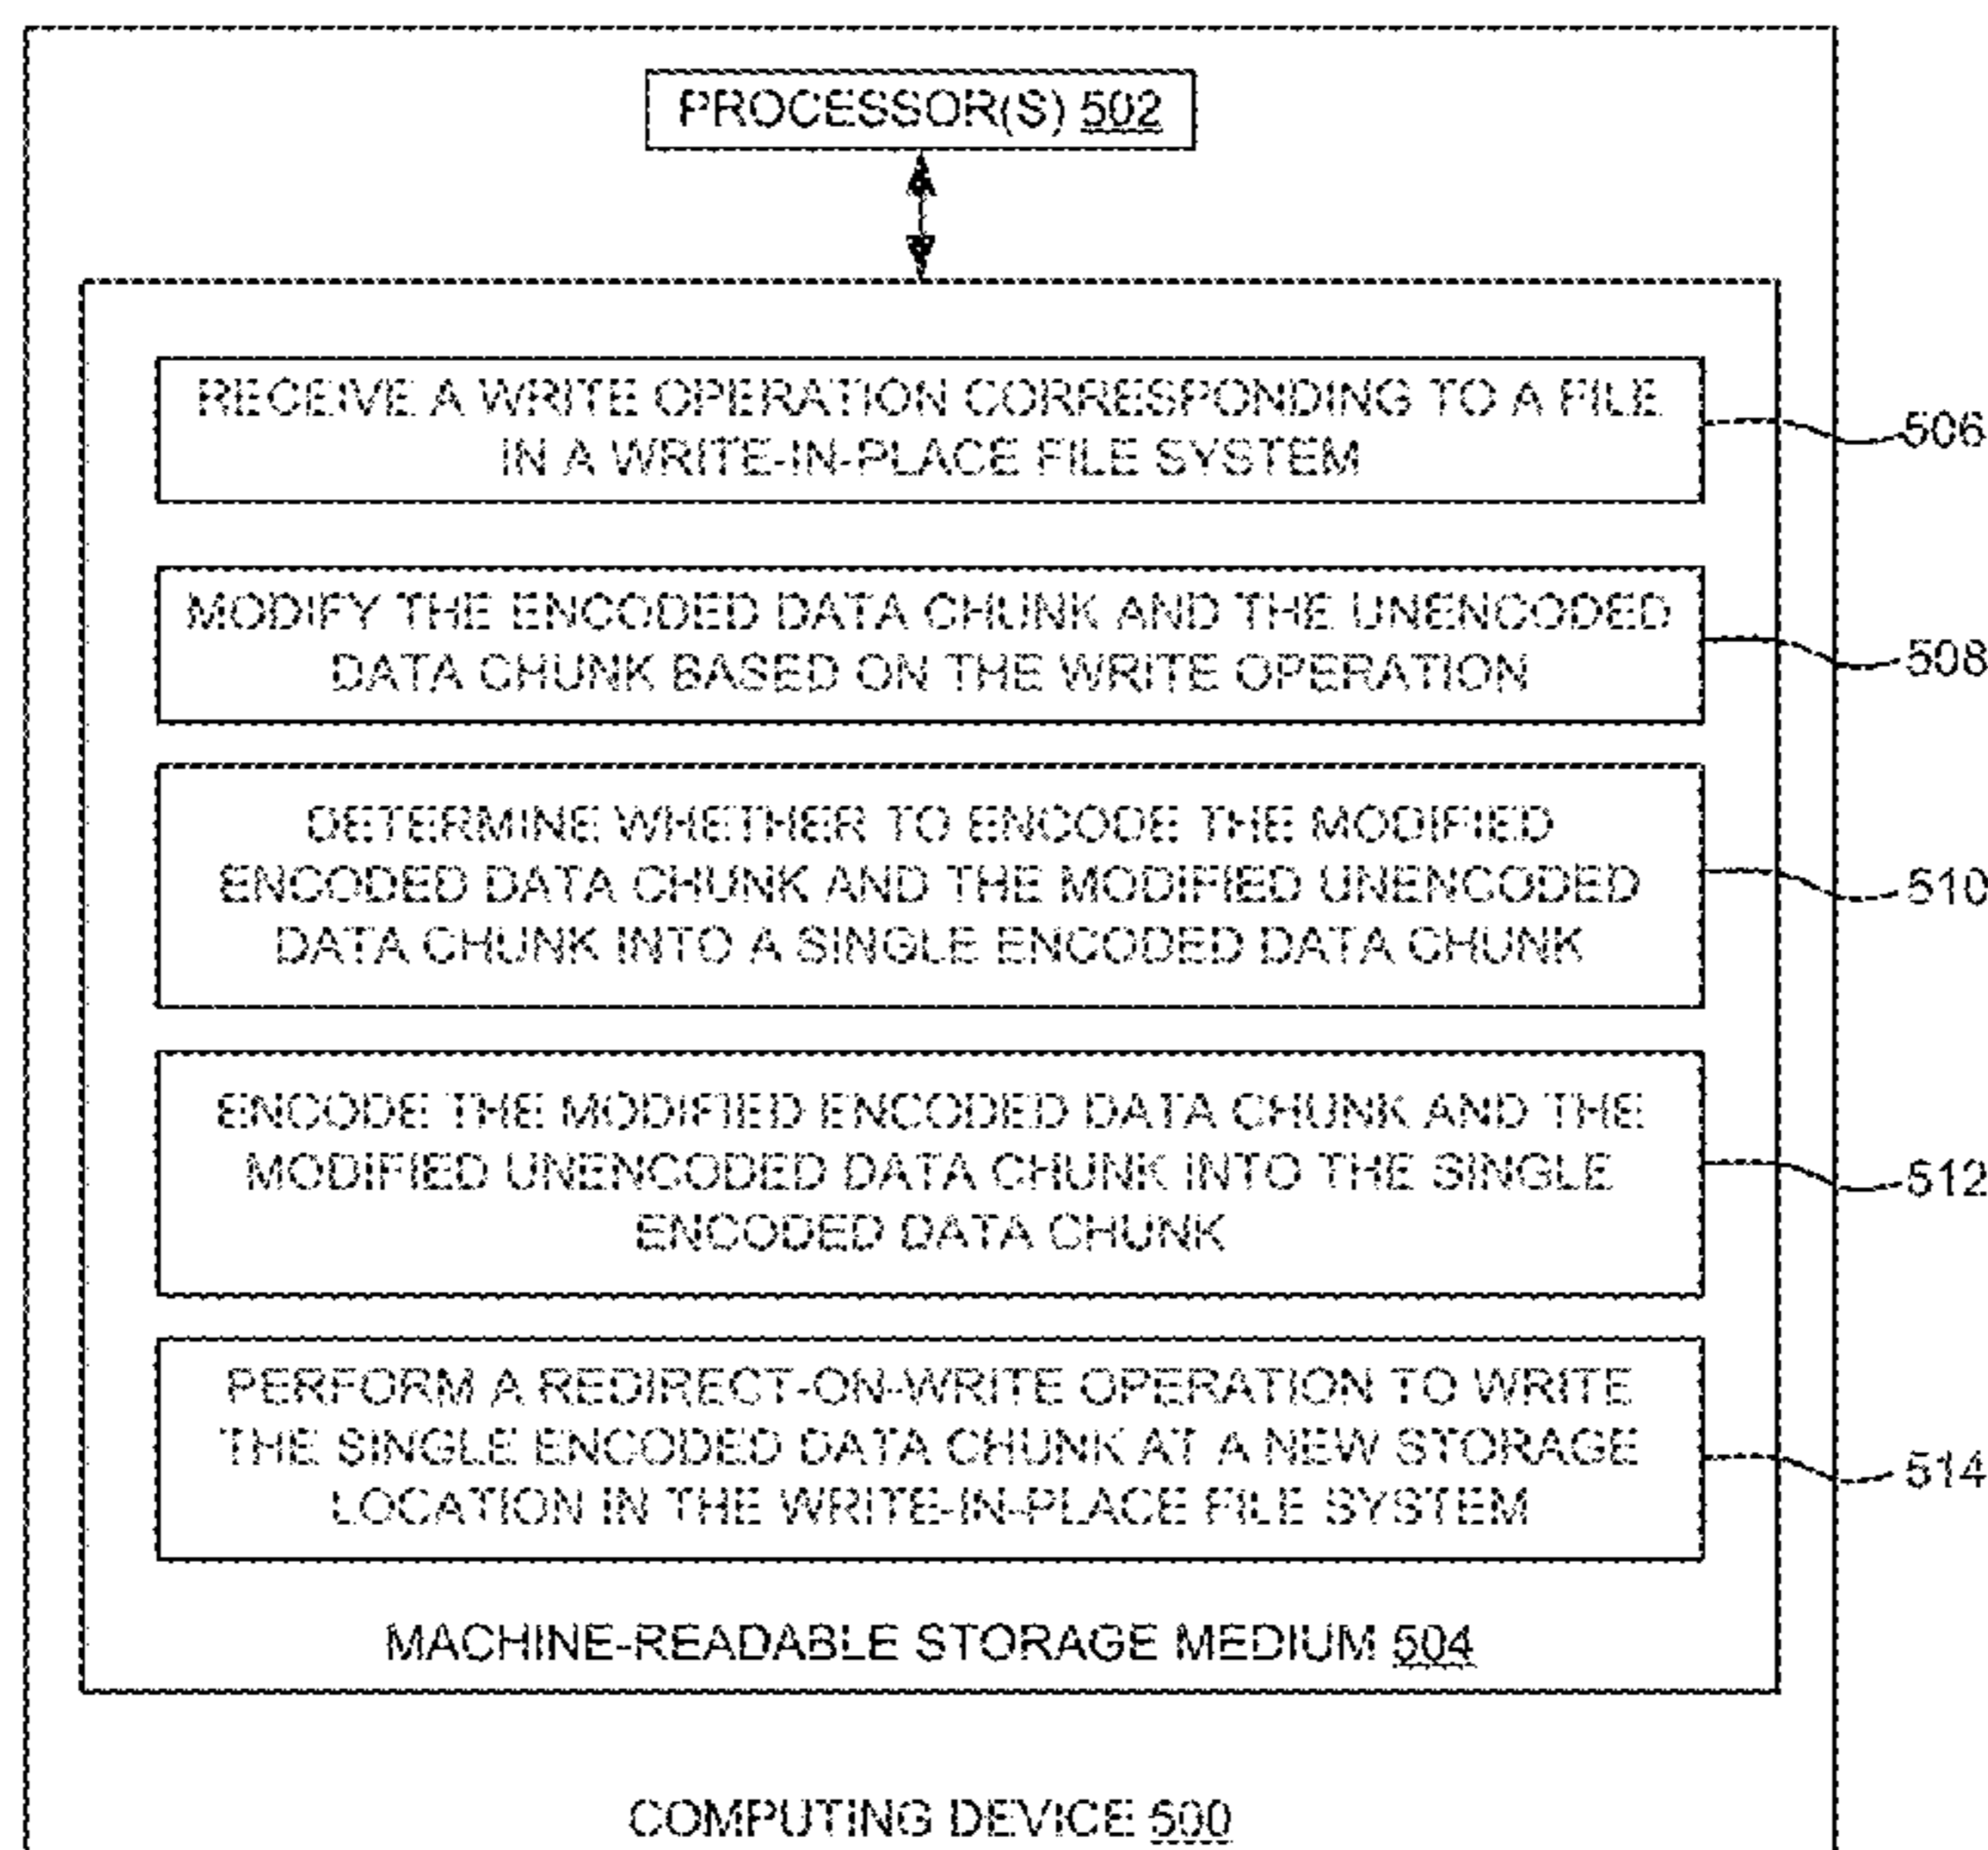 PROCESSOR(S) 502
RECEIVE A WRITE OPERATION CORRESPONDING TO A FILE
IN A WRITE-IN-PLACE FILE SYSTEM
506
MODIFY THE ENCODED DATA CHUNK AND THE UNENCODED
DATA CHUNK BASED ON THE WRITE OPERATION
508
DETERMINE WHETHER TO ENCODE THE MODIFIED
ENCODED DATA CHUNK AND THE MODIFIED UNENCODED
DATA CHUNK INTO A SINGLE ENCODED DATA CHUNK
510
ENCODE THE MODIFIED ENCODED DATA CHUNK AND THE
MODIFIED UNENCODED DATA CHUNK INTO THE SINGLE
ENCODED DATA CHUNK
512
PERFORM A REDIRECT-ON-WRITE OPERATION TO WRITE
THE SINGLE ENCODED DATA CHUNK AT A NEW STORAGE
LOCATION IN THE WRITE-IN-PLACE FILE SYSTEM
514
MACHINE-READABLE STORAGE MEDIUM 504
COMPUTING DEVICE 500